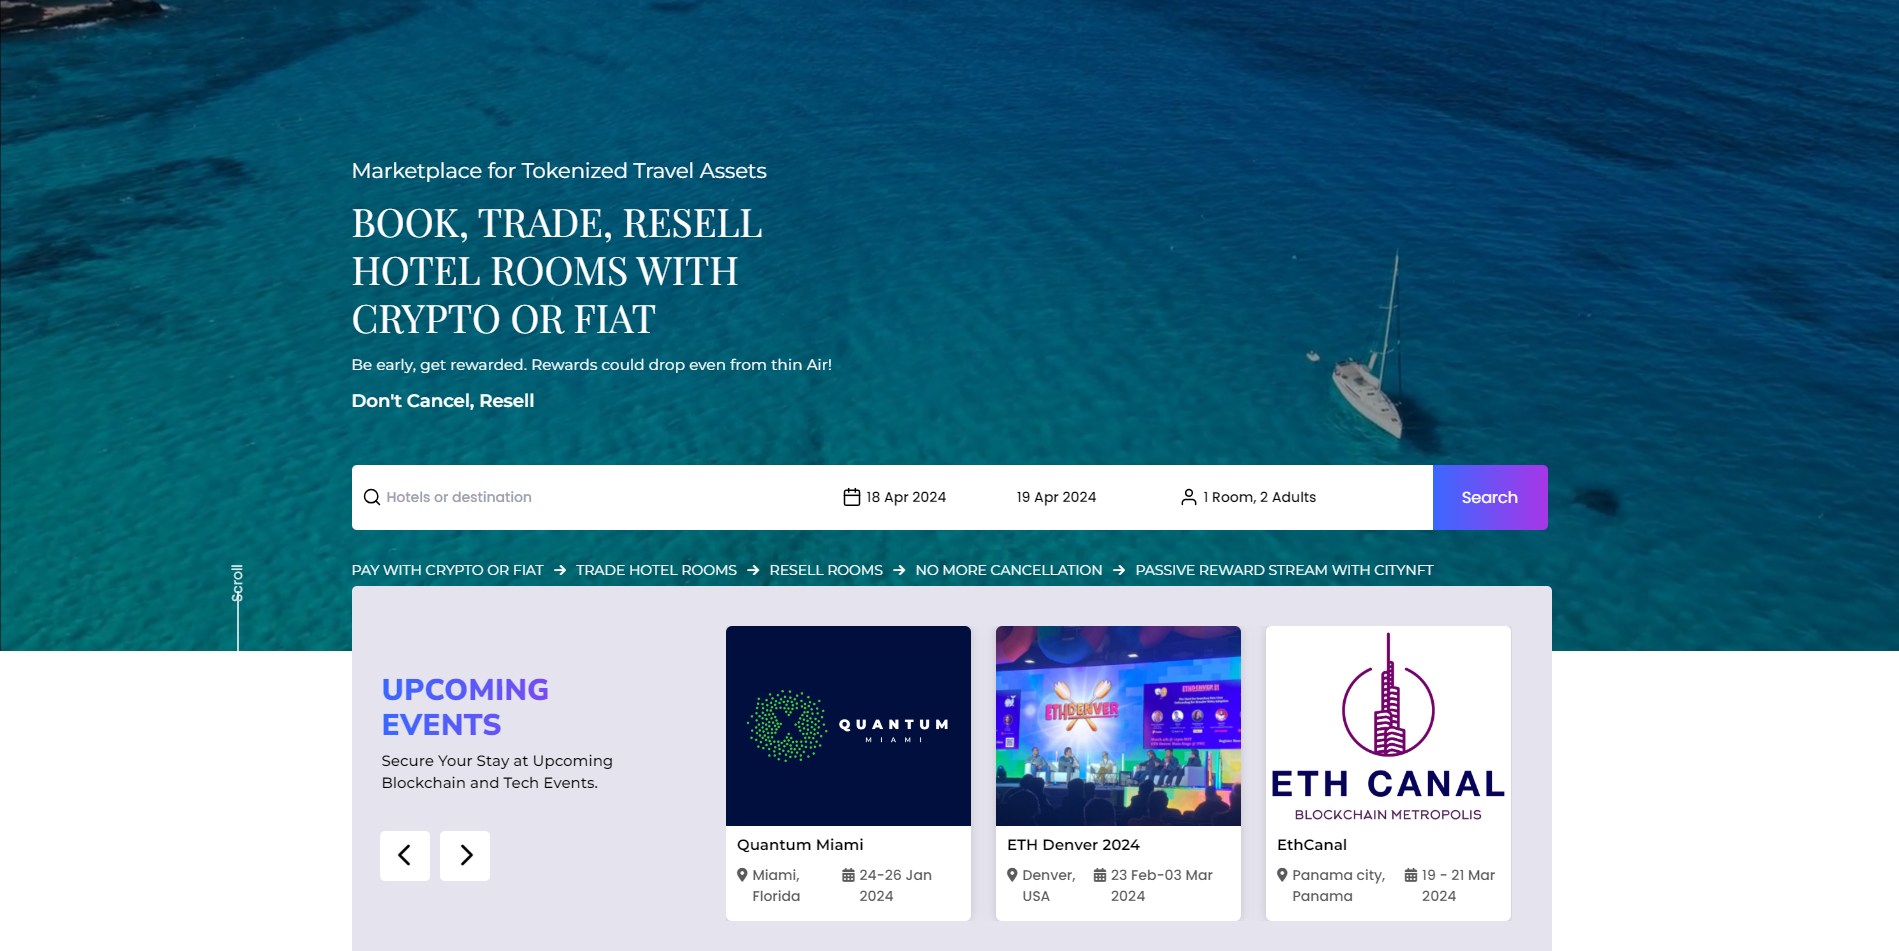 Marketplace for Tokenized Travel Assets
BOOK, TRADE, RESELL
HOTEL ROOMS WITH
CRYPTO OR FIAT
Be early, get rewarded. Rewards could drop even from thin Air!
Don't Cancel, Resell
Hotels or destination
18 Apr 2024
19 Apr 2024
1 Room, 2 Adults
Search
PAY WITH CRYPTO OR FIAT → TRADE HOTEL ROOMS → RESELL ROOMS → NO MORE CANCELLATION → PASSIVE REWARD STREAM WITH CITYNFT
Scroll
UPCOMING
EVENTS
Secure Your Stay at Upcoming
Blockchain and Tech Events.
QUANTUM
MIAMI
Quantum Miami
Miami,
Florida
24-26 Jan
2024
ETHDENVER
ETH Denver 2024
Denver,
USA
23 Feb-03 Mar
2024
ETH CANAL
BLOCKCHAIN METROPOLIS
EthCanal
Panama city,
Panama
19 - 21 Mar
2024